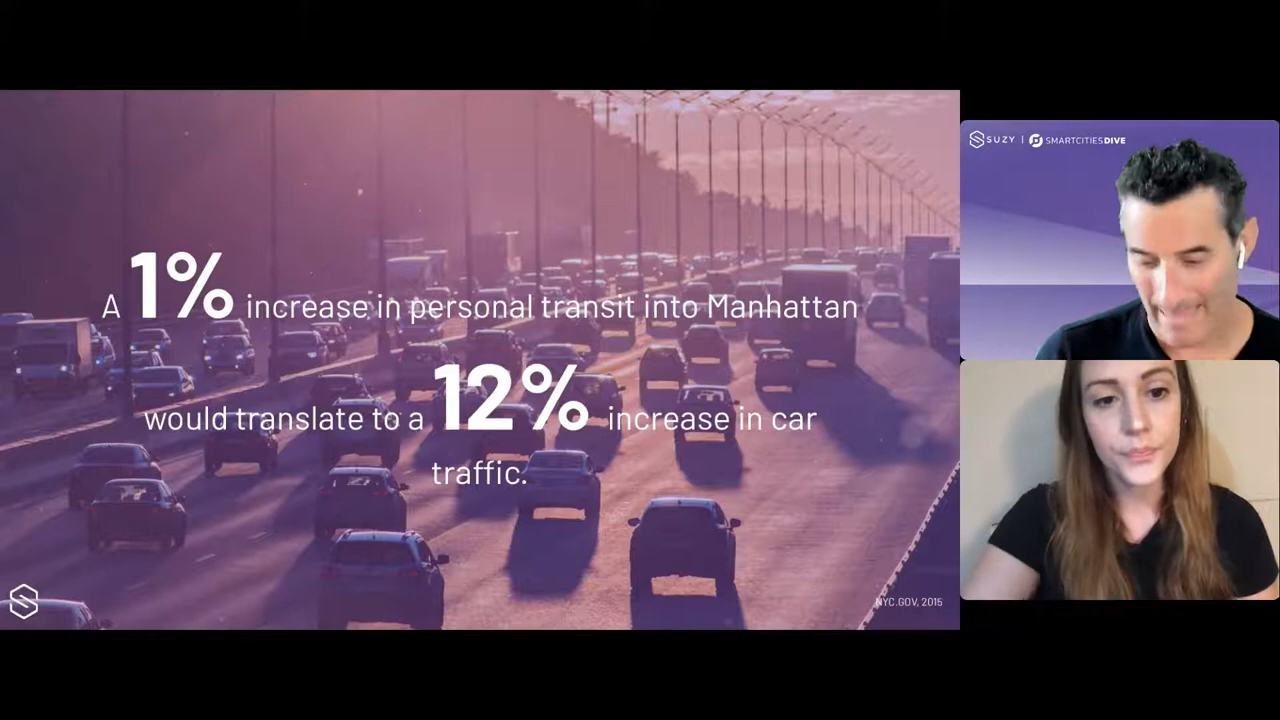 A 1% increase in personal transit into Manhattan
would translate to a 12% increase in car
traffic.
NYC.GOV, 2015
SUZY | SMARTCITIESDIVE